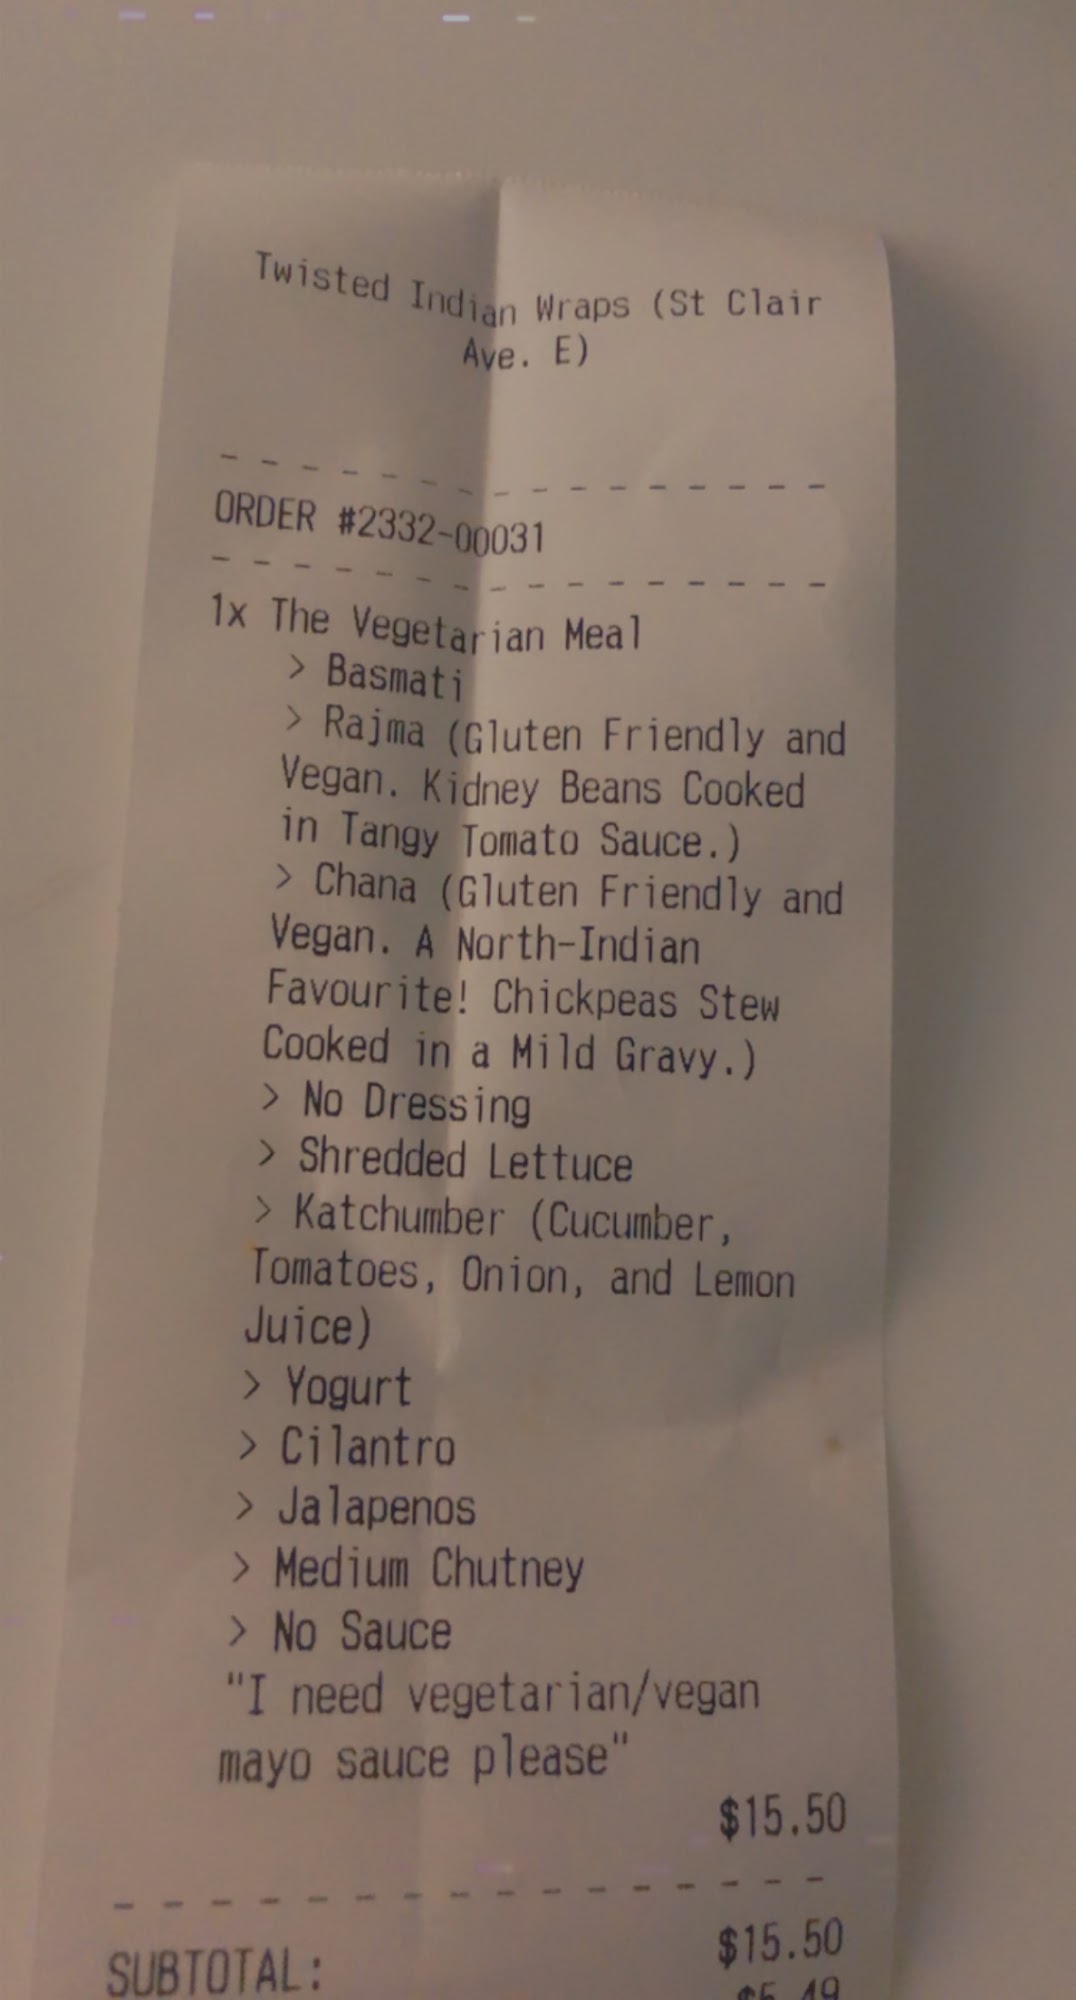 Twisted Indian Wraps (St Clair
Ave. E)
- - - - - - - - - - - - - - - -
ORDER #2332-00031
- - - - - - - - - - - - - - - -
1x The Vegetarian Meal
> Basmati
> Rajma (Gluten Friendly and
Vegan. Kidney Beans Cooked
in Tangy Tomato Sauce.)
> Chana (Gluten Friendly and
Vegan. A North-Indian
Favourite! Chickpeas Stew
Cooked in a Mild Gravy.)
> No Dressing
> Shredded Lettuce
> Katchumber (Cucumber,
Tomatoes, Onion, and Lemon
Juice)
> Yogurt
> Cilantro
> Jalapenos
> Medium Chutney
> No Sauce
"I need vegetarian/vegan
mayo sauce please"
$15.50
- - - - - - - - - - - - - - - -
SUBTOTAL: $15.50
$5.49